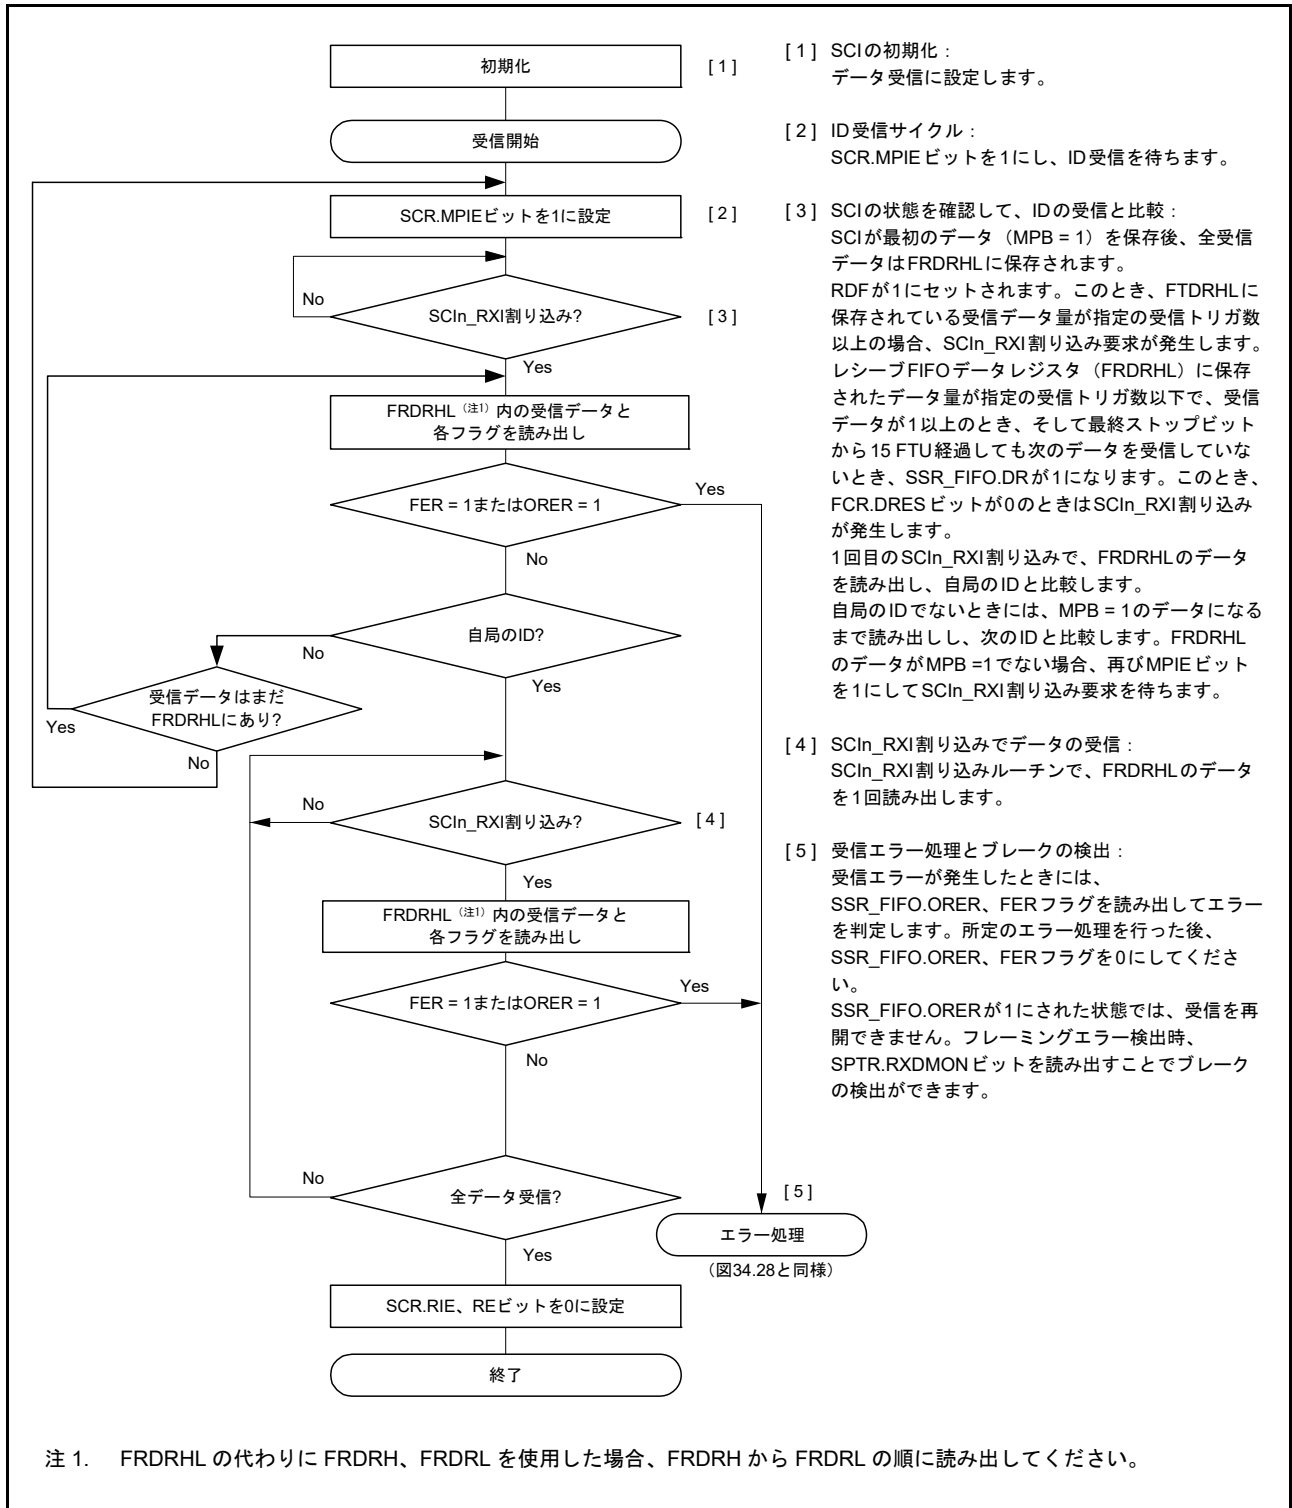 初期化
[ 1 ]
受信開始
SCR.MPIEビットを1に設定
[ 2 ]
No
SCIn_RXI割り込み?
[ 3 ]
Yes
FRDRHL（注1）内の受信データと
各フラグを読み出し
FER = 1またはORER = 1
Yes
No
自局のID?
No
Yes
受信データはまだ
FRDRHLにあり?
Yes
No
No
SCIn_RXI割り込み?
[ 4 ]
Yes
FRDRHL（注1）内の受信データと
各フラグを読み出し
FER = 1またはORER = 1
Yes
No
No
全データ受信?
Yes
[ 5 ]
エラー処理
（図34.28と同様）
SCR.RIE、REビットを0に設定
終了
[ 1 ] SCIの初期化：
データ受信に設定します。
[ 2 ] ID受信サイクル：
SCR.MPIEビットを1にし、ID受信を待ちます。
[ 3 ] SCIの状態を確認して、IDの受信と比較：
SCIが最初のデータ（MPB = 1）を保存後、全受信
データはFRDRHLに保存されます。
RDFが1にセットされます。このとき、FTDRHLに
保存されている受信データ量が指定の受信トリガ数
以上の場合、SCIn_RXI割り込み要求が発生します。
レシーブFIFOデータレジスタ（FRDRHL）に保存
されたデータ量が指定の受信トリガ数以下で、受信
データが1以上のとき、そして最終ストップビット
から15 FTU経過しても次のデータを受信していな
いとき、SSR_FIFO.DRが1になります。このとき、
FCR.DRESビットが0のときはSCIn_RXI割り込み
が発生します。
1回目のSCIn_RXI割り込みで、FRDRHLのデータ
を読み出し、自局のIDと比較します。
自局のIDでないときには、MPB = 1のデータになる
まで読み出しし、次のIDと比較します。FRDRHL
のデータがMPB =1でない場合、再びMPIEビット
を1にしてSCIn_RXI割り込み要求を待ちます。
[ 4 ] SCIn_RXI割り込みでデータの受信：
SCIn_RXI割り込みルーチンで、FRDRHLのデータ
を1回読み出します。
[ 5 ] 受信エラー処理とブレークの検出：
受信エラーが発生したときには、
SSR_FIFO.ORER、FERフラグを読み出してエラー
を判定します。所定のエラー処理を行った後、
SSR_FIFO.ORER、FERフラグを0にしてくださ
い。
SSR_FIFO.ORERが1にされた状態では、受信を再
開できません。フレーミングエラー検出時、
SPTR.RXDMONビットを読み出すことでブレーク
の検出ができます。
注 1. FRDRHL の代わりに FRDRH、FRDRL を使用した場合、FRDRH から FRDRL の順に読み出してください。